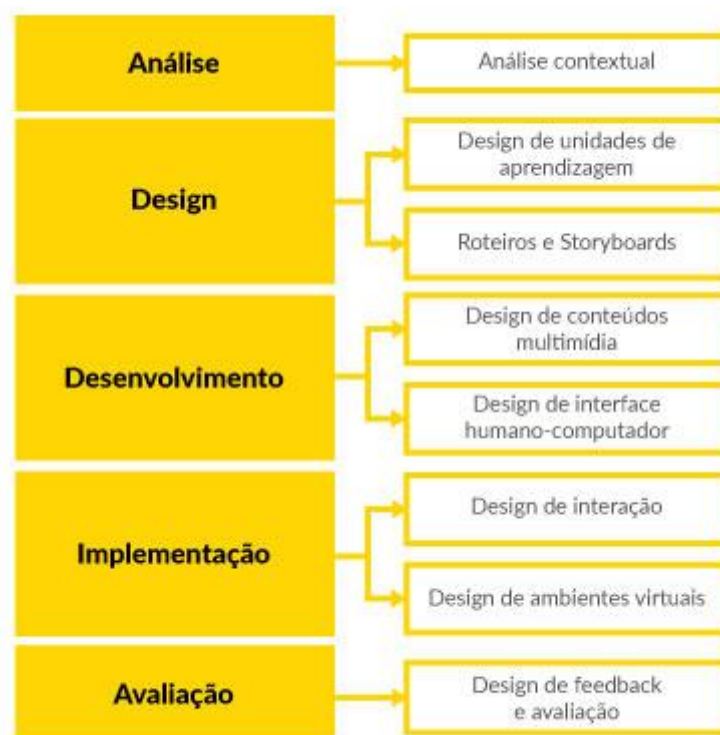 Análise
Análise contextual
Design
Design de unidades de
aprendizagem
Roteiros e Storyboards
Desenvolvimento
Design de conteúdos
multimídia
Design de interface
humano-computador
Implementação
Design de interação
Design de ambientes virtuais
Avaliação
Design de feedback
e avaliação